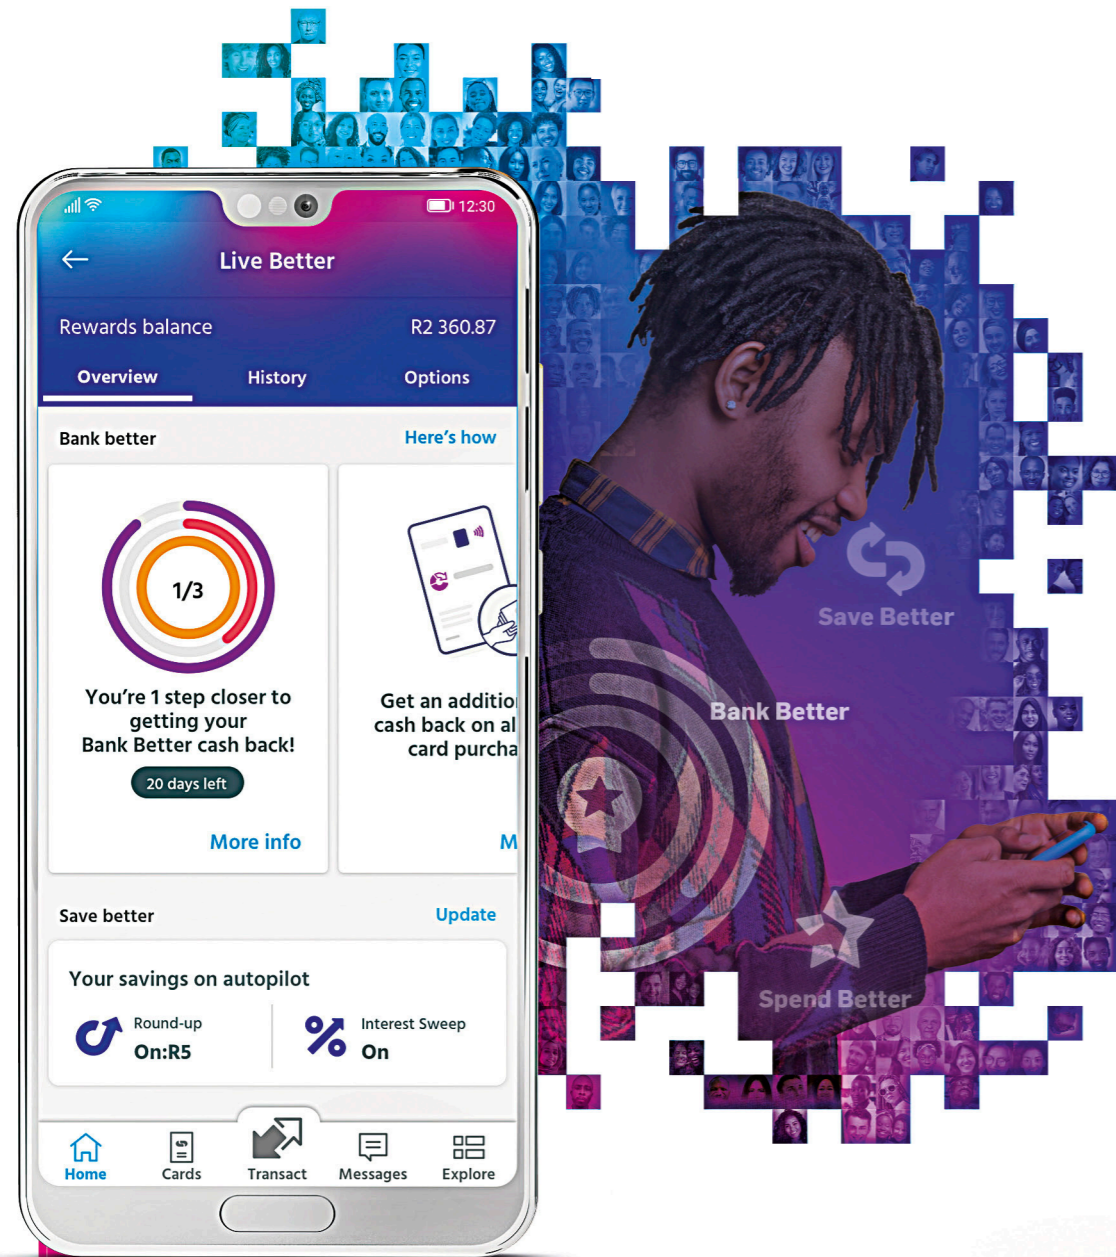 12:30
Live Better
Rewards balance R2 360.87
Overview History Options
Bank better Here's how
1/3
You're 1 step closer to
getting your
Bank Better cash back!
20 days left
More info
Get an additio
cash back on al
card purcha
M
Save better Update
Your savings on autopilot
Round-up
On:R5
Interest Sweep
On
Home Cards Transact Messages Explore
Save Better
Bank Better
Spend Better